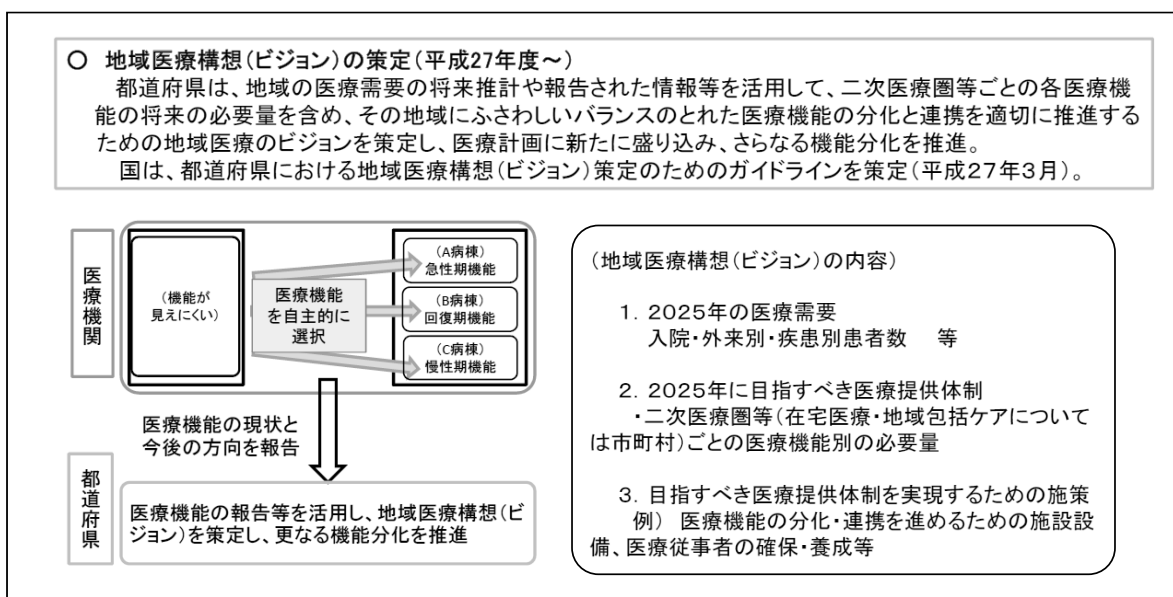 ○ 地域医療構想(ビジョン)の策定(平成27年度~)
都道府県は、地域の医療需要の将来推計や報告された情報等を活用して、二次医療圏等ごとの各医療機
能の将来の必要量を含め、その地域にふさわしいバランスのとれた医療機能の分化と連携を適切に推進する
ための地域医療のビジョンを策定し、医療計画に新たに盛り込み、さらなる機能分化を推進。
国は、都道府県における地域医療構想(ビジョン)策定のためのガイドラインを策定(平成27年3月)。
医療機関
(機能が
見えにくい)
医療機能
を自主的に
選択
(A病棟)
急性期機能
(B病棟)
回復期機能
(C病棟)
慢性期機能
医療機能の現状と
今後の方向を報告
都道府県
医療機能の報告等を活用し、地域医療構想(ビ
ジョン)を策定し、更なる機能分化を推進
(地域医療構想(ビジョン)の内容)
1.2025年の医療需要
入院・外来別・疾患別患者数 等
2.2025年に目指すべき医療提供体制
・二次医療圏等(在宅医療・地域包括ケアについて
は市町村)ごとの医療機能別の必要量
3.目指すべき医療提供体制を実現するための施策
例) 医療機能の分化・連携を進めるための施設設
備、医療従事者の確保・養成等